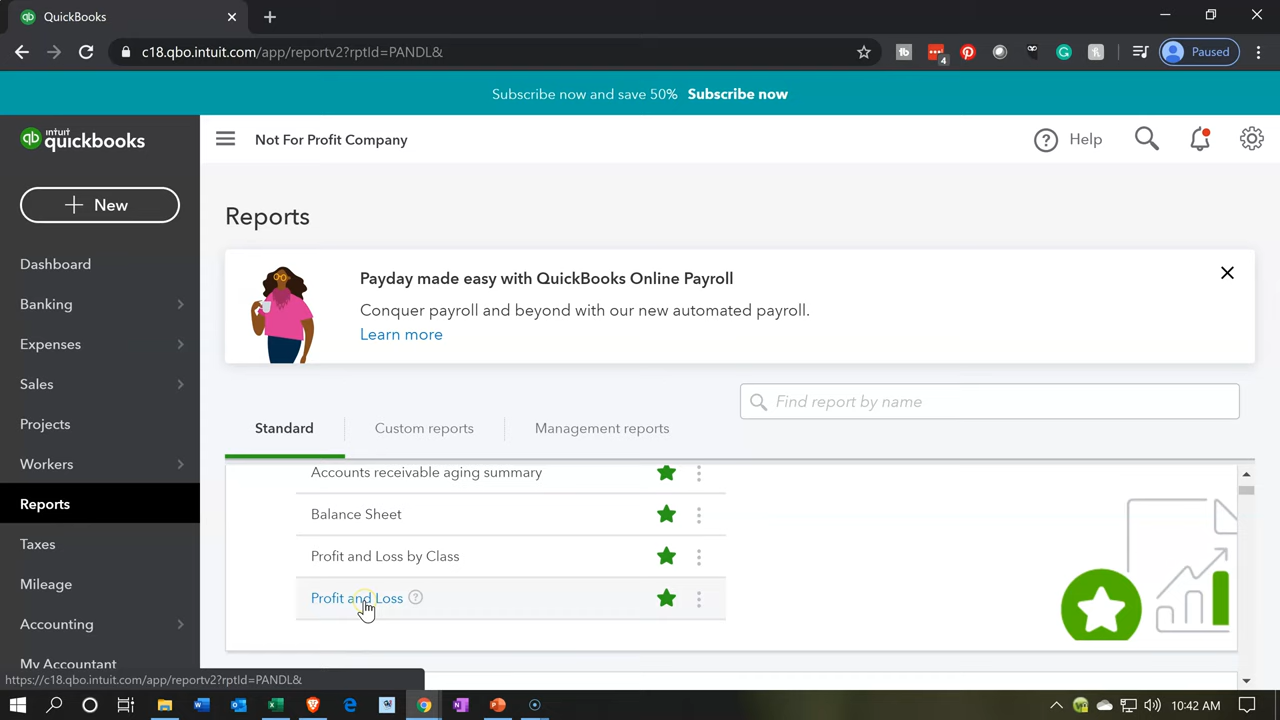 QuickBooks
c18.qbo.intuit.com/app/reportv2?rptId=PANDL&
4
Paused
Subscribe now and save 50% Subscribe now
intuit
quickbooks
Not For Profit Company
Help
New
Reports
Dashboard
Banking
Expenses
Sales
Projects
Workers
Reports
Taxes
Mileage
Accounting
My Accountant
Payday made easy with QuickBooks Online Payroll
Conquer payroll and beyond with our new automated payroll.
Learn more
Find report by name
Standard
Custom reports
Management reports
Accounts receivable aging summary
Balance Sheet
Profit and Loss by Class
Profit and Loss
https://c18.qbo.intuit.com/app/reportv2?rptId=PANDL&
10:42 AM